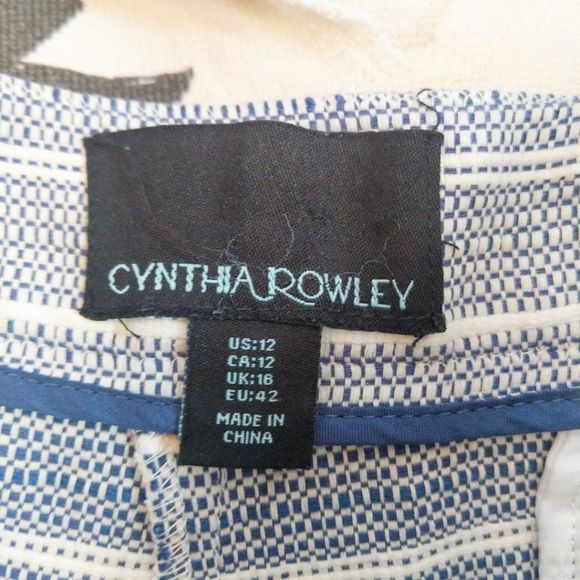 CYNTHIA ROWLEY
US:12
CA:12
UK:16
EU:42
MADE IN
CHINA